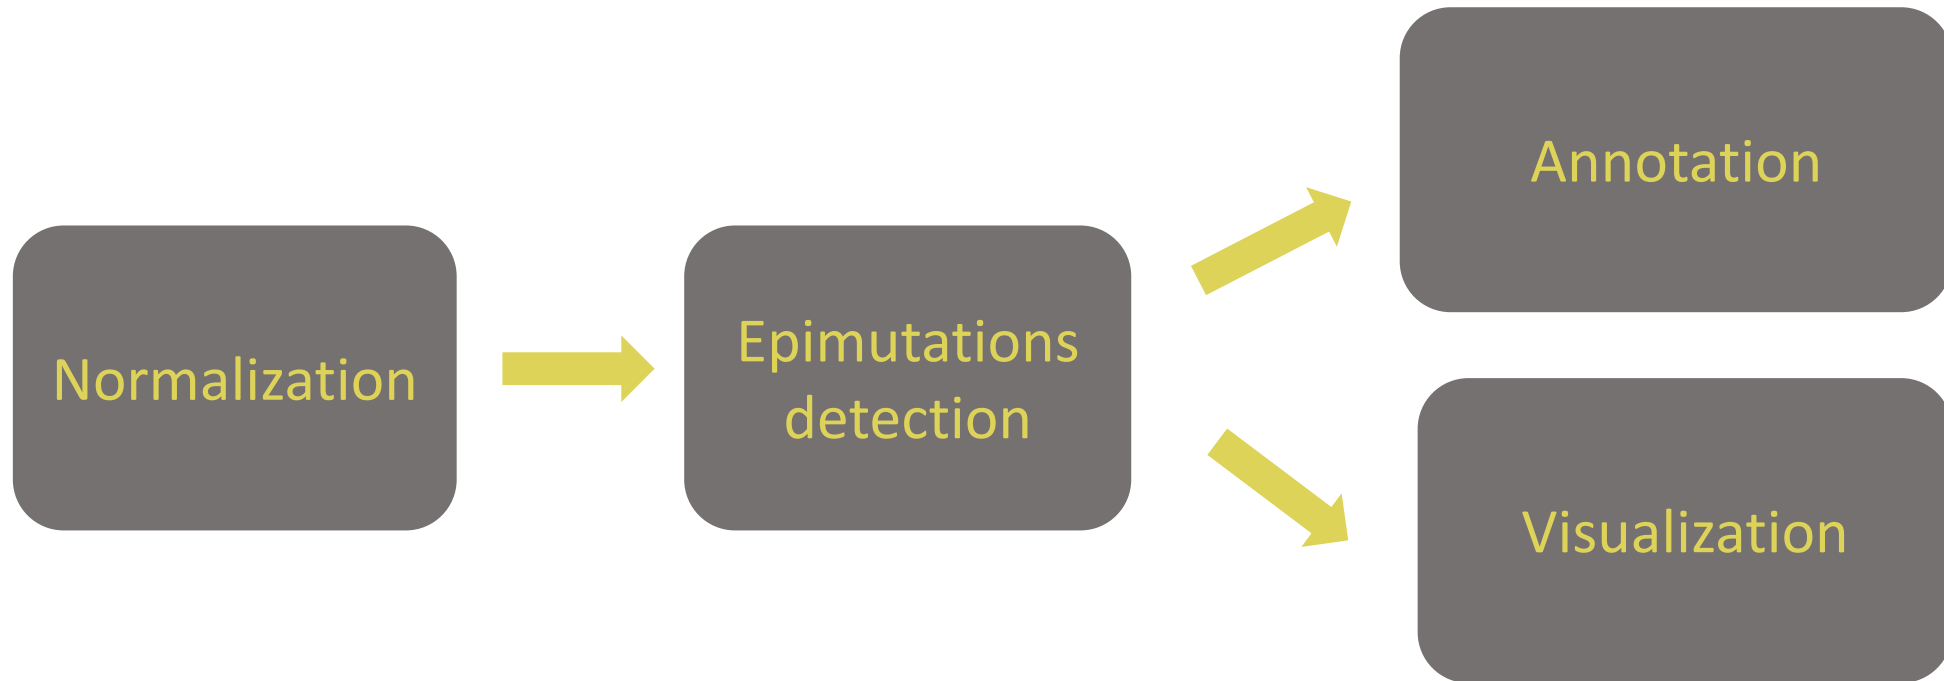 Normalization
Epimutations
detection
Annotation
Visualization